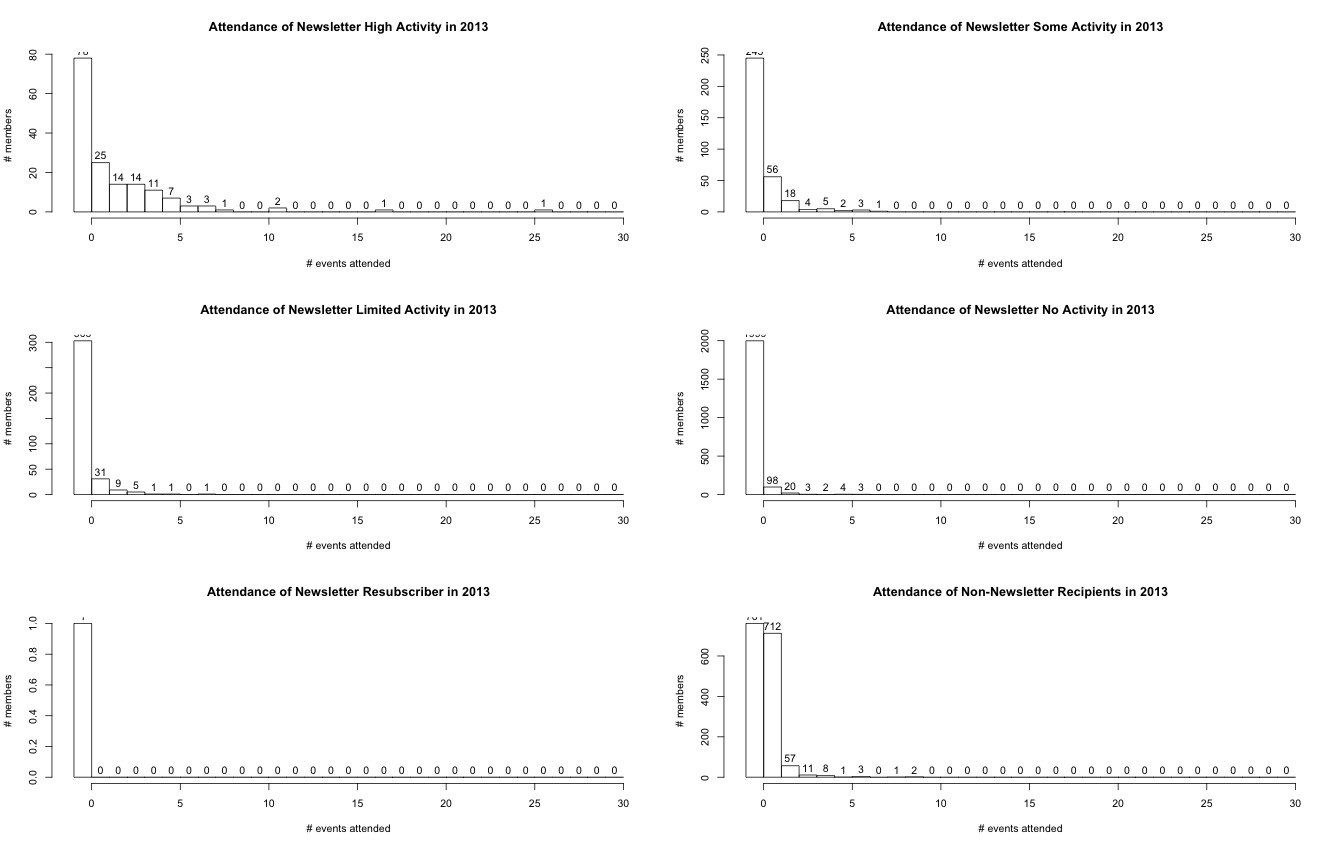 Attendance of Newsletter High Activity in 2013
# members
80
60
40
20
0
25 14 14 11 7 3 3 1 0 0 2 0 0 0 0 0 1 0 0 0 0 0 0 0 0 1 0 0 0 0
0 5 10 15 20 25 30
# events attended
Attendance of Newsletter Some Activity in 2013
# members
250
200
150
100
50
0
56 18 4 5 2 3 1 0 0 0 0 0 0 0 0 0 0 0 0 0 0 0 0 0 0 0 0 0 0 0
0 5 10 15 20 25 30
# events attended
Attendance of Newsletter Limited Activity in 2013
# members
300
200
100
50
0
31 9 5 1 1 0 1 0 0 0 0 0 0 0 0 0 0 0 0 0 0 0 0 0 0 0 0 0 0 0
0 5 10 15 20 25 30
# events attended
Attendance of Newsletter No Activity in 2013
# members
2000
1500
1000
500
0
98 20 3 2 4 3 0 0 0 0 0 0 0 0 0 0 0 0 0 0 0 0 0 0 0 0 0 0 0 0
0 5 10 15 20 25 30
# events attended
Attendance of Newsletter Resubscriber in 2013
# members
1.0
0.8
0.6
0.4
0.2
0.0
0 0 0 0 0 0 0 0 0 0 0 0 0 0 0 0 0 0 0 0 0 0 0 0 0 0 0 0 0 0
0 5 10 15 20 25 30
# events attended
Attendance of Non-Newsletter Recipients in 2013
# members
600
400
200
0
712 57 11 8 1 3 0 1 2 0 0 0 0 0 0 0 0 0 0 0 0 0 0 0 0 0 0 0 0 0
0 5 10 15 20 25 30
# events attended